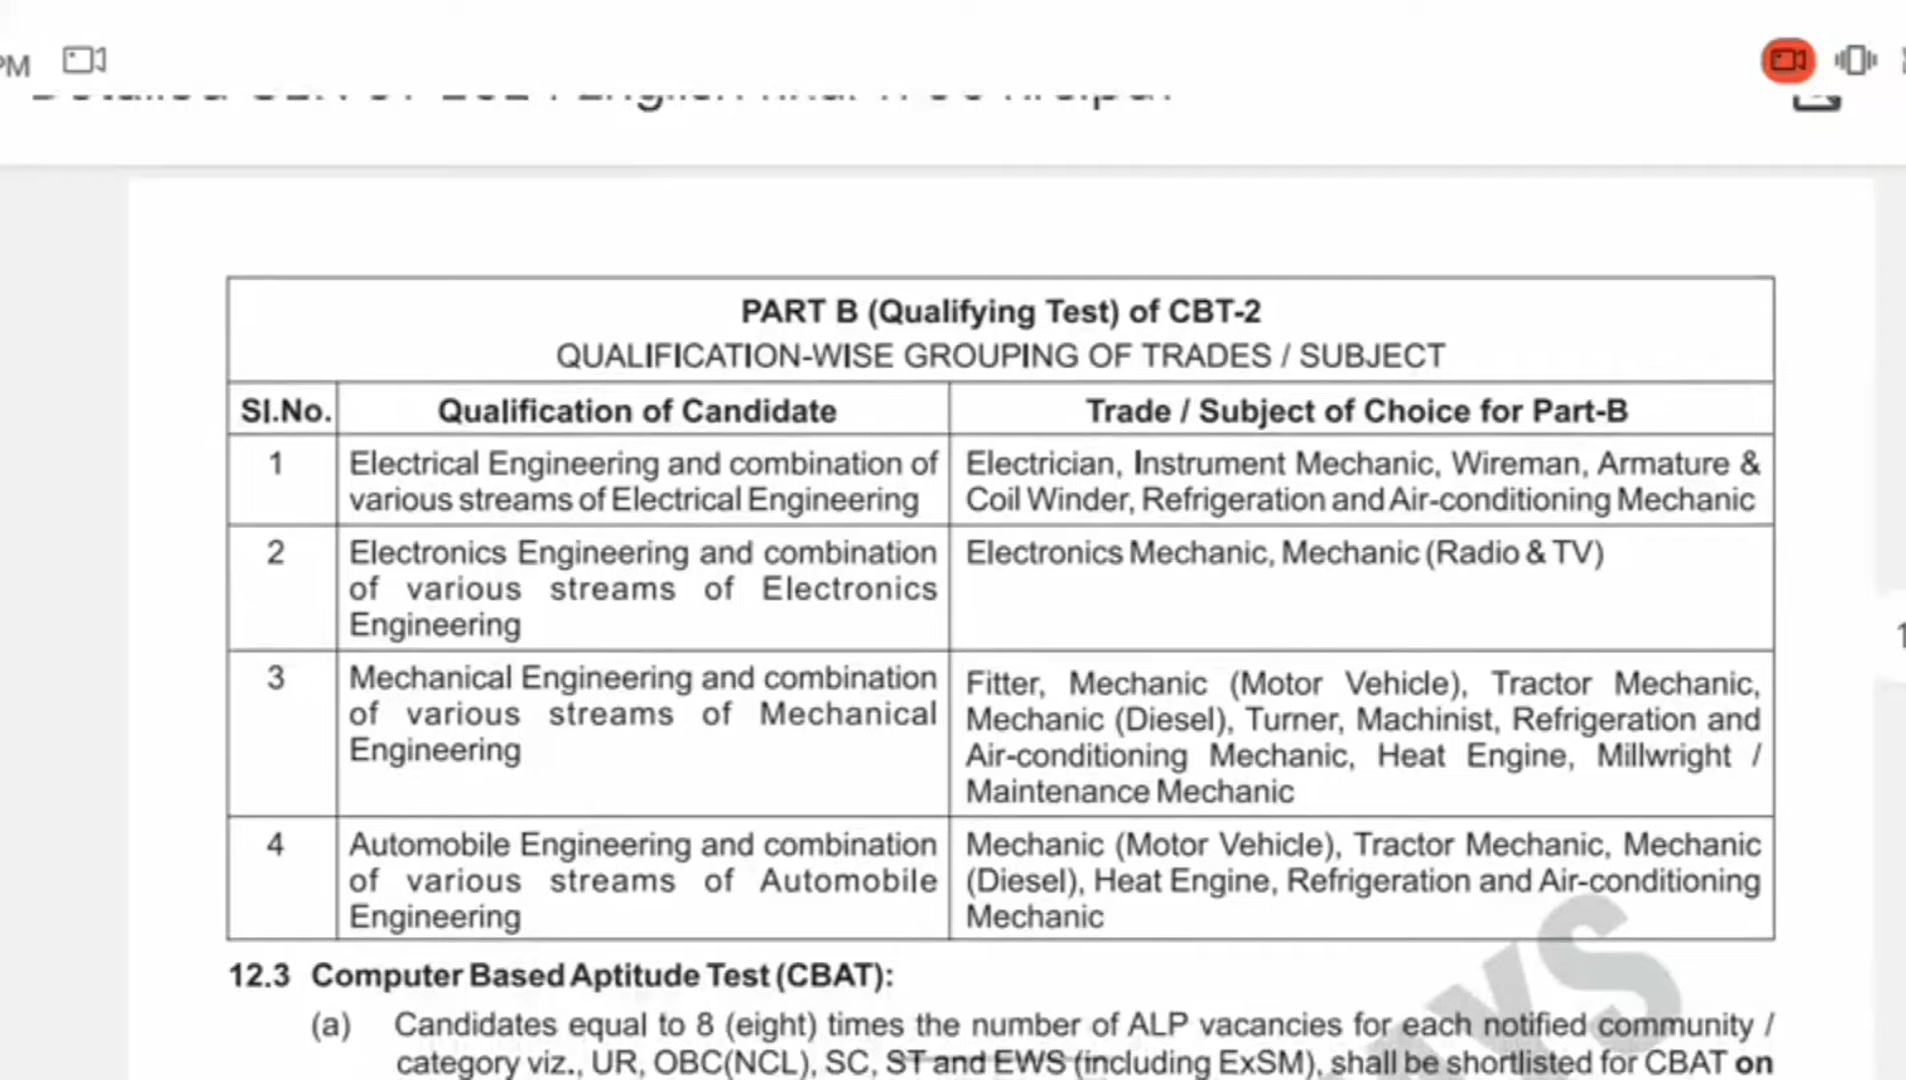 PM
PART B (Qualifying Test) of CBT-2
QUALIFICATION-WISE GROUPING OF TRADES / SUBJECT
Sl.No. Qualification of Candidate Trade / Subject of Choice for Part-B
1 Electrical Engineering and combination of various streams of Electrical Engineering
Electrician, Instrument Mechanic, Wireman, Armature &
Coil Winder, Refrigeration and Air-conditioning Mechanic
2 Electronics Engineering and combination
of various streams of Electronics
Engineering
Electronics Mechanic, Mechanic (Radio & TV)
3 Mechanical Engineering and combination
of various streams of Mechanical
Engineering
Fitter, Mechanic (Motor Vehicle), Tractor Mechanic,
Mechanic (Diesel), Turner, Machinist, Refrigeration and
Air-conditioning Mechanic, Heat Engine, Millwright /
Maintenance Mechanic
4 Automobile Engineering and combination
of various streams of Automobile
Engineering
Mechanic (Motor Vehicle), Tractor Mechanic, Mechanic
(Diesel), Heat Engine, Refrigeration and Air-conditioning
Mechanic
12.3 Computer Based Aptitude Test (CBAT):
(a) Candidates equal to 8 (eight) times the number of ALP vacancies for each notified community /
category viz., UR, OBC(NCL), SC, ST and EWS (including ExSM), shall be shortlisted for CBAT on